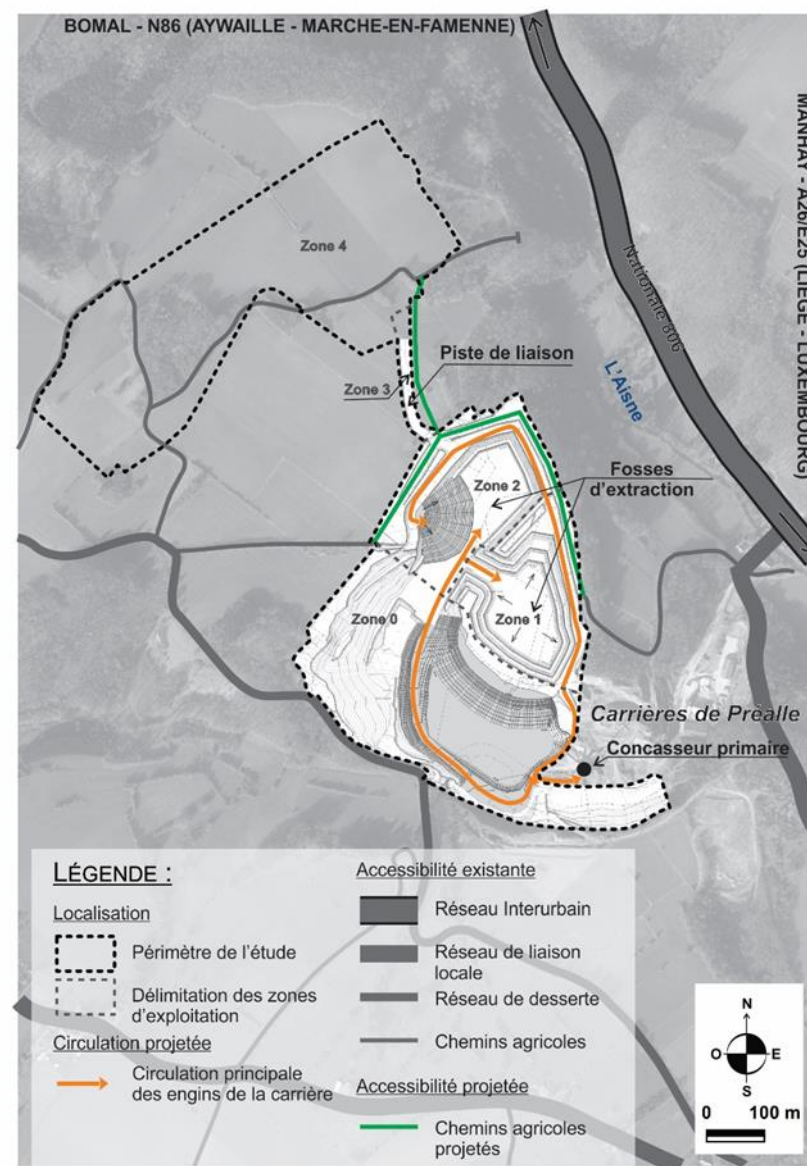 BOMAL - N86 (AYWAILLE - MARCHE-EN-FAMENNE)
MANHAY - A26/E25 (LIEGE - LUXEMBOURG)
Nationale 806
L'Aisne
Zone 4
Piste de liaison
Zone 3
Fosses
d'extraction
Zone 2
Zone 0
Zone 1
Carrières de Préalle
Concasseur primaire
LÉGENDE :
Localisation
Périmètre de l'étude
Délimitation des zones
d'exploitation
Circulation projetée
Circulation principale
des engins de la carrière
Accessibilité existante
Réseau Interurbain
Réseau de liaison
locale
Réseau de desserte
Chemins agricoles
Accessibilité projetée
Chemins agricoles
projetés
N
O
E
S
0 100 m